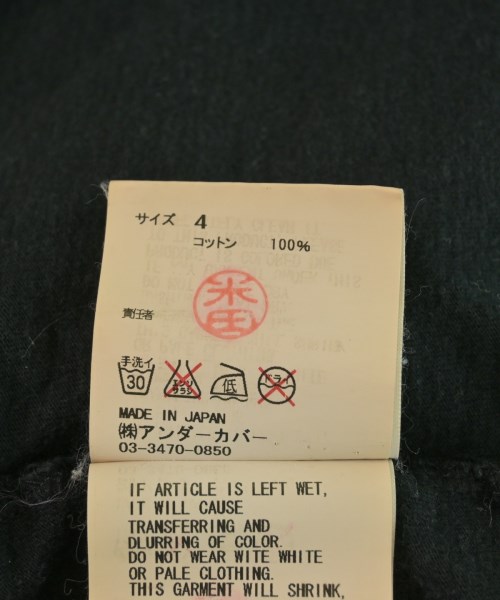 サイズ 4
コットン 100%
責任者
米田
手洗イ
30
エンソ
サラシ
低
ドライ
MADE IN JAPAN
㈱アンダーカバー
03-3470-0850
IF ARTICLE IS LEFT WET,
IT WILL CAUSE
TRANSFERRING AND
DLURRING OF COLOR.
DO NOT WEAR WITE WHITE
OR PALE CLOTHING.
THIS GARMENT WILL SHRINK,